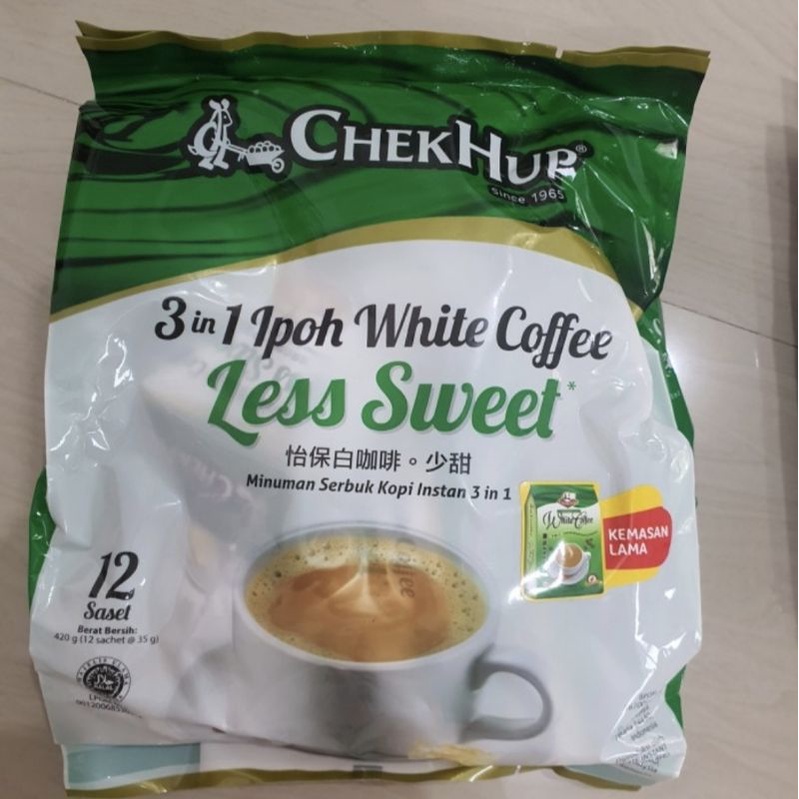 CHEKHUP®
Since 1965
3 in 1 Ipoh White Coffee
Less Sweet*
怡保白咖啡。少甜
Minuman Serbuk Kopi Instan 3 in 1
White Coffee
KEMASAN
LAMA
12
Saset
Berat Bersih:
420 g (12 sachet @ 35 g)